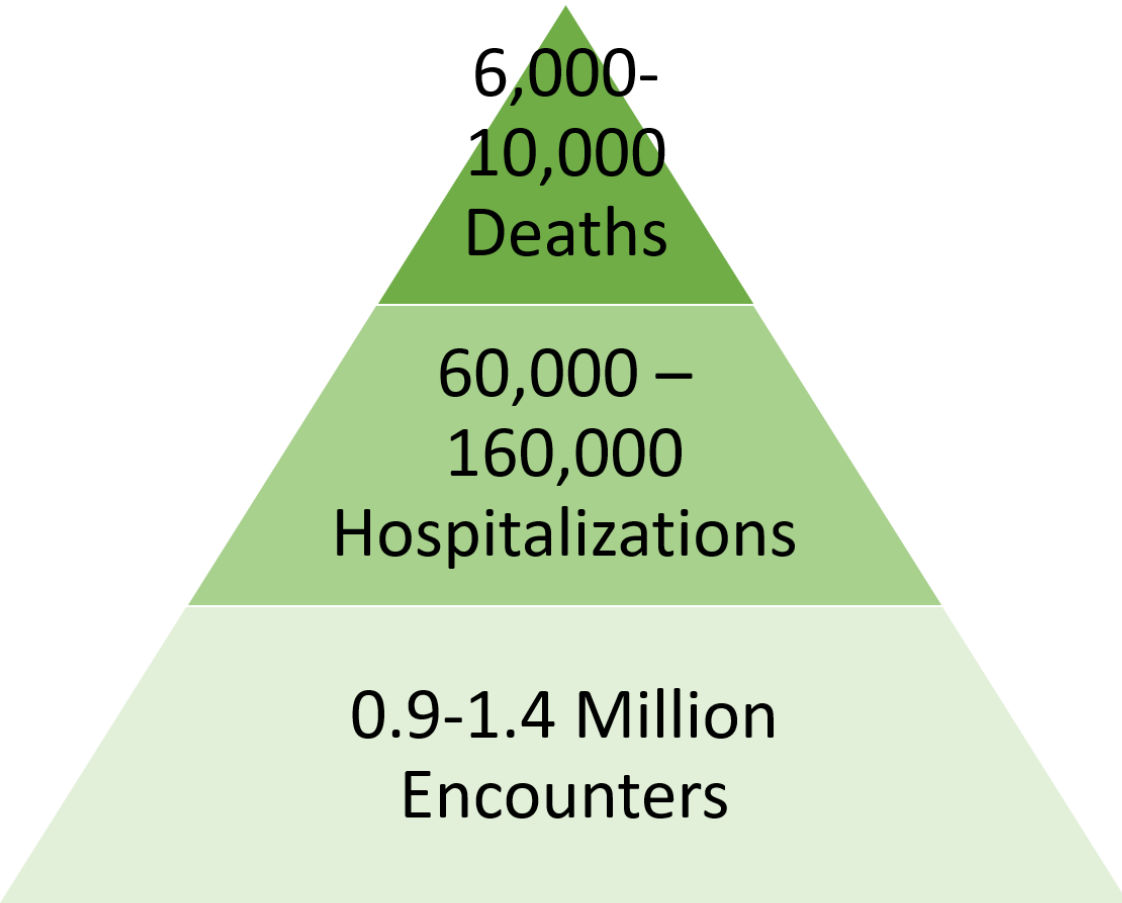 6,000-
10,000
Deaths
60,000 –
160,000
Hospitalizations
0.9-1.4 Million
Encounters